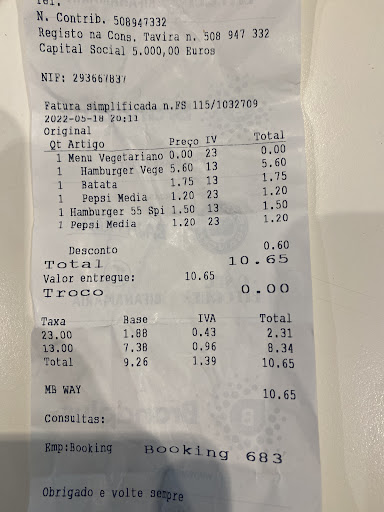 Tel.
N. Contrib. 508947332
Registo na Cons. Tavira n. 508 947 332
Capital Social 5.000,00 Euros
NIF: 293667837
Fatura simplificada n.FS 115/1032709
2022-05-18 20:11
Original
Qt Artigo Preço IV Total
1 Menu Vegetariano 0.00 23 0.00
1 Hamburger Vege 5.60 13 5.60
1 Batata 1.75 13 1.75
1 Pepsi Media 1.20 23 1.20
1 Hamburger 55 Spi 1.50 13 1.50
1 Pepsi Media 1.20 23 1.20
Desconto 0.60
Total 10.65
Valor entregue: 10.65
Troco 0.00
Taxa Base IVA Total
23.00 1.88 0.43 2.31
13.00 7.38 0.96 8.34
Total 9.26 1.39 10.65
MB WAY 10.65
Consultas:
Emp:Booking Booking 683
Obrigado e volte sempre